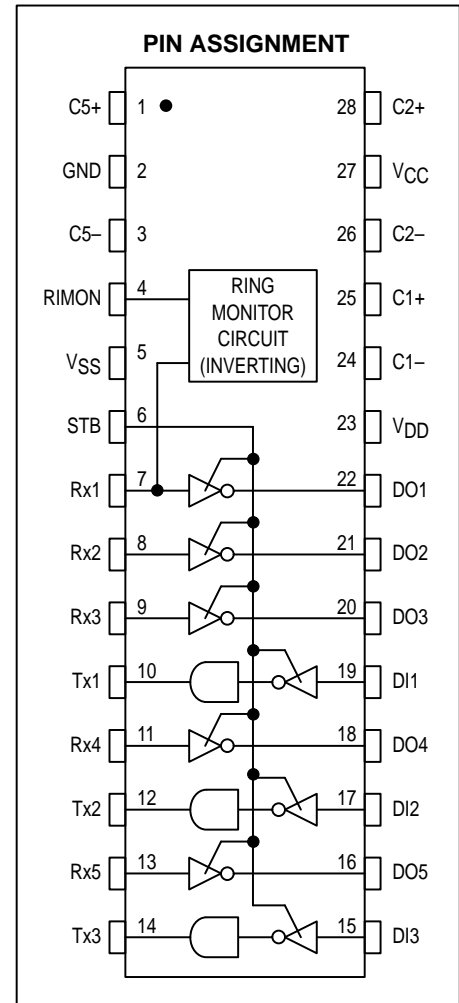 PIN ASSIGNMENT
C5+ 1 28 C2+
GND 2 27 VCC
C5– 3 26 C2–
RIMON 4 25 C1+
RING
MONITOR
CIRCUIT
(INVERTING)
VSS 5 24 C1–
STB 6 23 VDD
Rx1 7 22 DO1
Rx2 8 21 DO2
Rx3 9 20 DO3
Tx1 10 19 DI1
Rx4 11 18 DO4
Tx2 12 17 DI2
Rx5 13 16 DO5
Tx3 14 15 DI3